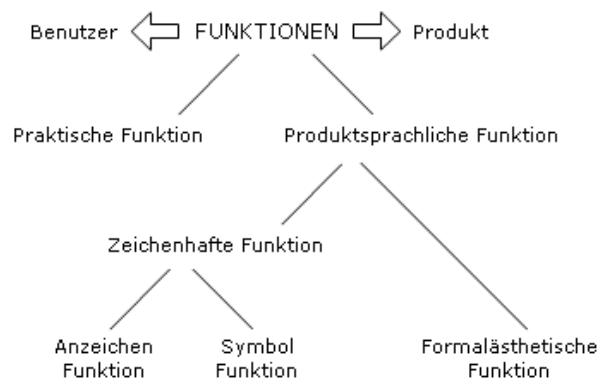 Benutzer FUNKTIONEN Produkt
Praktische Funktion Produktsprachliche Funktion
Zeichenhafte Funktion
Anzeichen Symbol Formalästhetische
Funktion Funktion Funktion